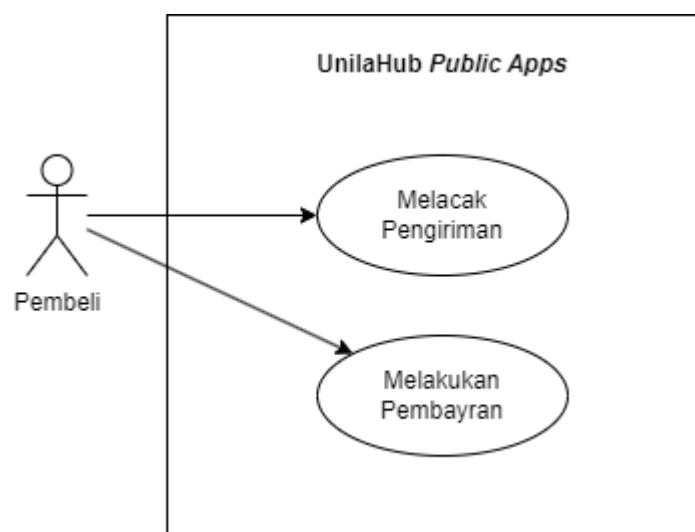 UnilaHub Public Apps
Melacak
Pengiriman
Pembeli
Melakukan
Pembayran